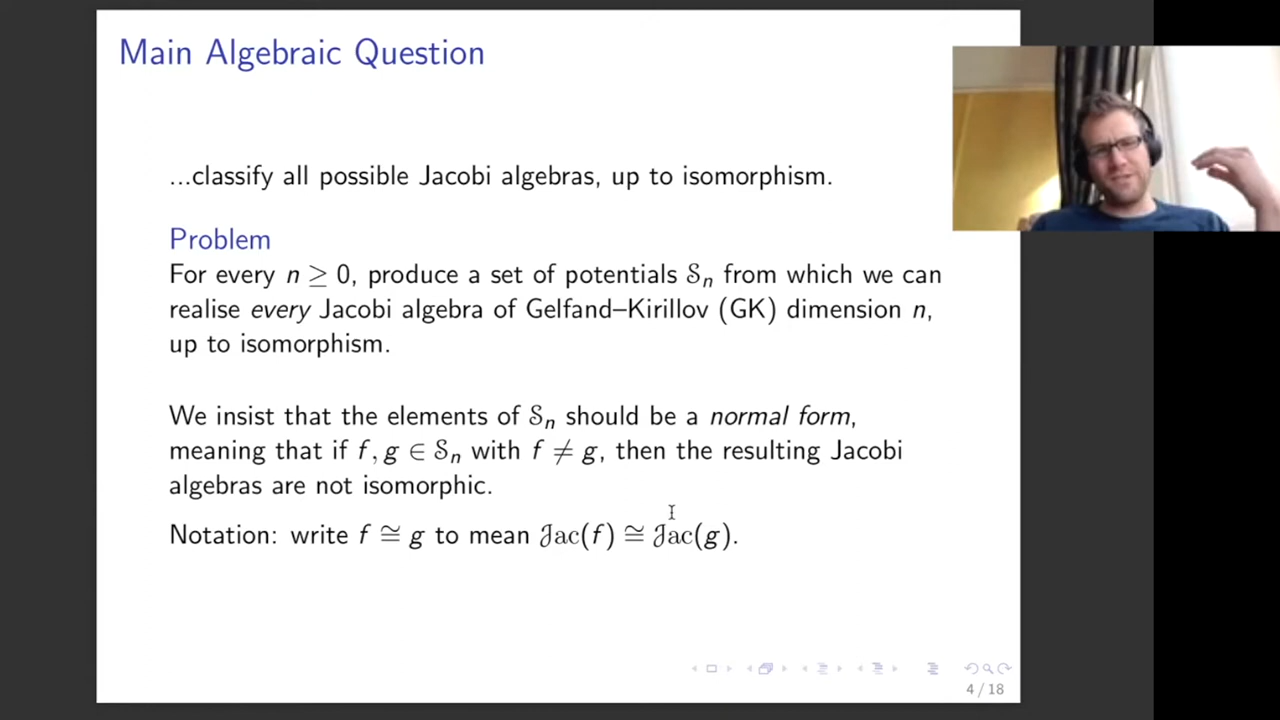 Main Algebraic Question
...classify all possible Jacobi algebras, up to isomorphism.
Problem
For every n ≥ 0, produce a set of potentials 𝒮ₙ from which we can
realise every Jacobi algebra of Gelfand–Kirillov (GK) dimension n,
up to isomorphism.
We insist that the elements of 𝒮ₙ should be a normal form,
meaning that if f, g ∈ 𝒮ₙ with f ≠ g, then the resulting Jacobi
algebras are not isomorphic.
Notation: write f ≅ g to mean 𝒥ac(f) ≅ 𝒥ac(g).
4 / 18